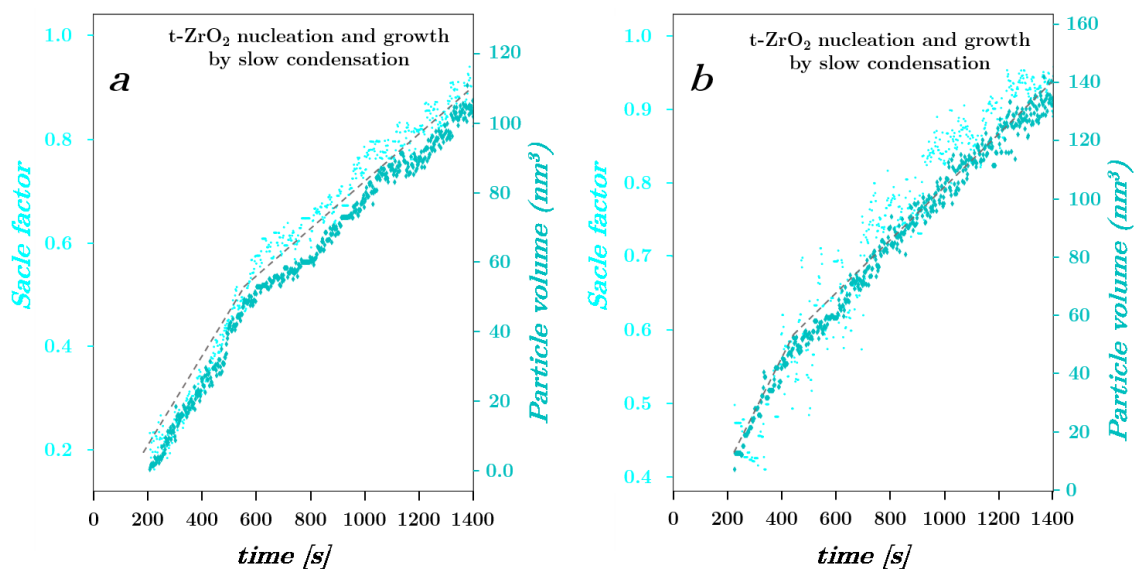 t-ZrO₂ nucleation and growth
by slow condensation
a
1.0
0.8
0.6
0.4
0.2
Sacle factor
120
100
80
60
40
20
0.0
Particle volume (nm³)
0 200 400 600 800 1000 1200 1400
time [s]
t-ZrO₂ nucleation and growth
by slow condensation
b
1.0
0.9
0.8
0.7
0.6
0.5
0.4
Sacle factor
160
140
120
100
80
60
40
20
0
Particle volume (nm³)
0 200 400 600 800 1000 1200 1400
time [s]